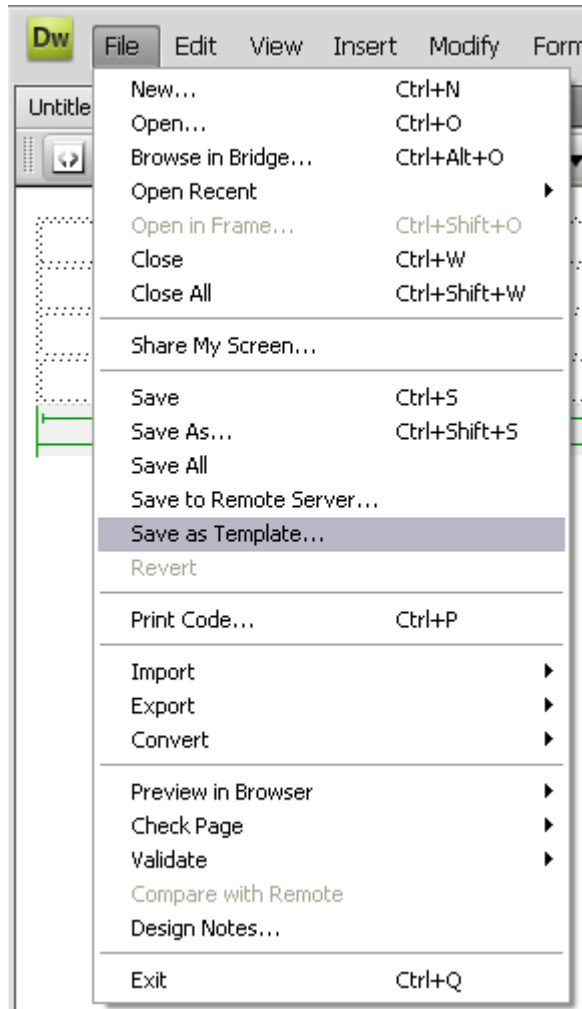 Dw File Edit View Insert Modify Form
Untitle
New... Ctrl+N
Open... Ctrl+O
Browse in Bridge... Ctrl+Alt+O
Open Recent
Open in Frame... Ctrl+Shift+O
Close Ctrl+W
Close All Ctrl+Shift+W
Share My Screen...
Save Ctrl+S
Save As... Ctrl+Shift+S
Save All
Save to Remote Server...
Save as Template...
Revert
Print Code... Ctrl+P
Import
Export
Convert
Preview in Browser
Check Page
Validate
Compare with Remote
Design Notes...
Exit Ctrl+Q